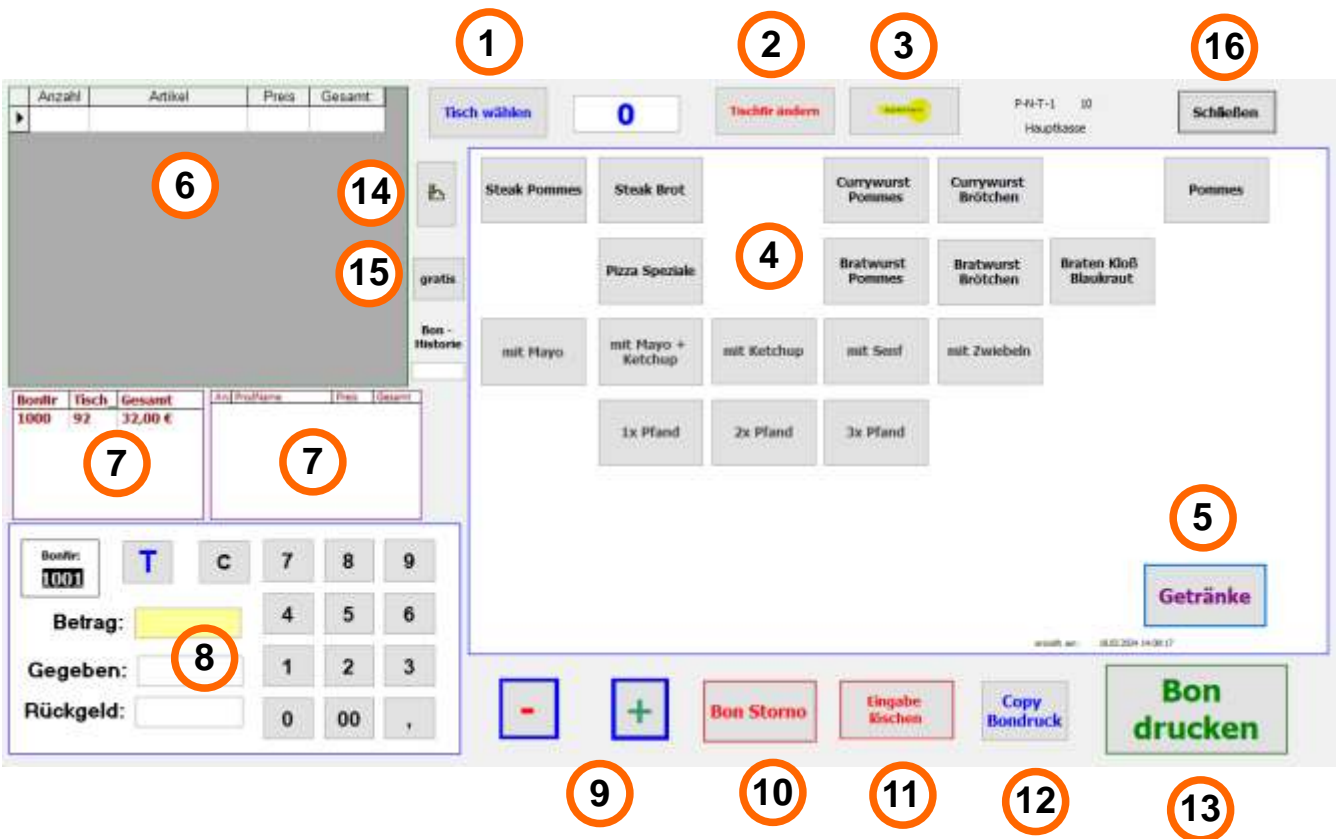 1
2
3
16
Anzahl Artikel Preis Gesamt
Tisch wählen
0
TischNr ändern
P-N-T-1 10
Hauptkasse
Schließen
6
14
15
gratis
Bon -
Historie
Steak Pommes
Steak Brot
Currywurst
Pommes
Currywurst
Brötchen
Pommes
Pizza Speziale
4
Bratwurst
Pommes
Bratwurst
Brötchen
Braten Kloß
Blaukraut
mit Mayo
mit Mayo +
Ketchup
mit Ketchup
mit Senf
mit Zwiebeln
1x Pfand
2x Pfand
3x Pfand
BonNr Tisch_ Gesamt
1000 92 32,00 €
7
An ProdName Preis Gesamt
7
5
Getränke
BonNr:
1001
T
C
7 8 9
Betrag:
4 5 6
8
Gegeben:
1 2 3
Rückgeld:
0 00 ,
-
+
Bon Storno
Eingabe
löschen
Copy
Bondruck
Bon
drucken
9
10
11
12
13